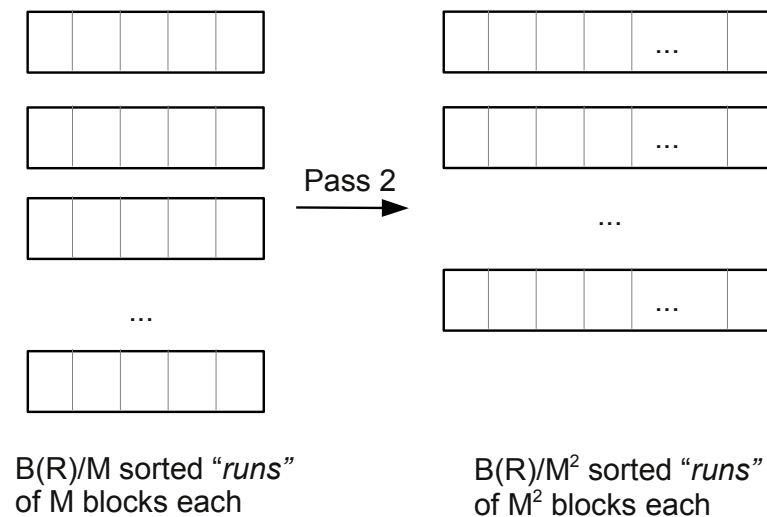 ...
...
Pass 2
...
...
...
B(R)/M sorted “runs”
of M blocks each
B(R)/M² sorted “runs”
of M² blocks each